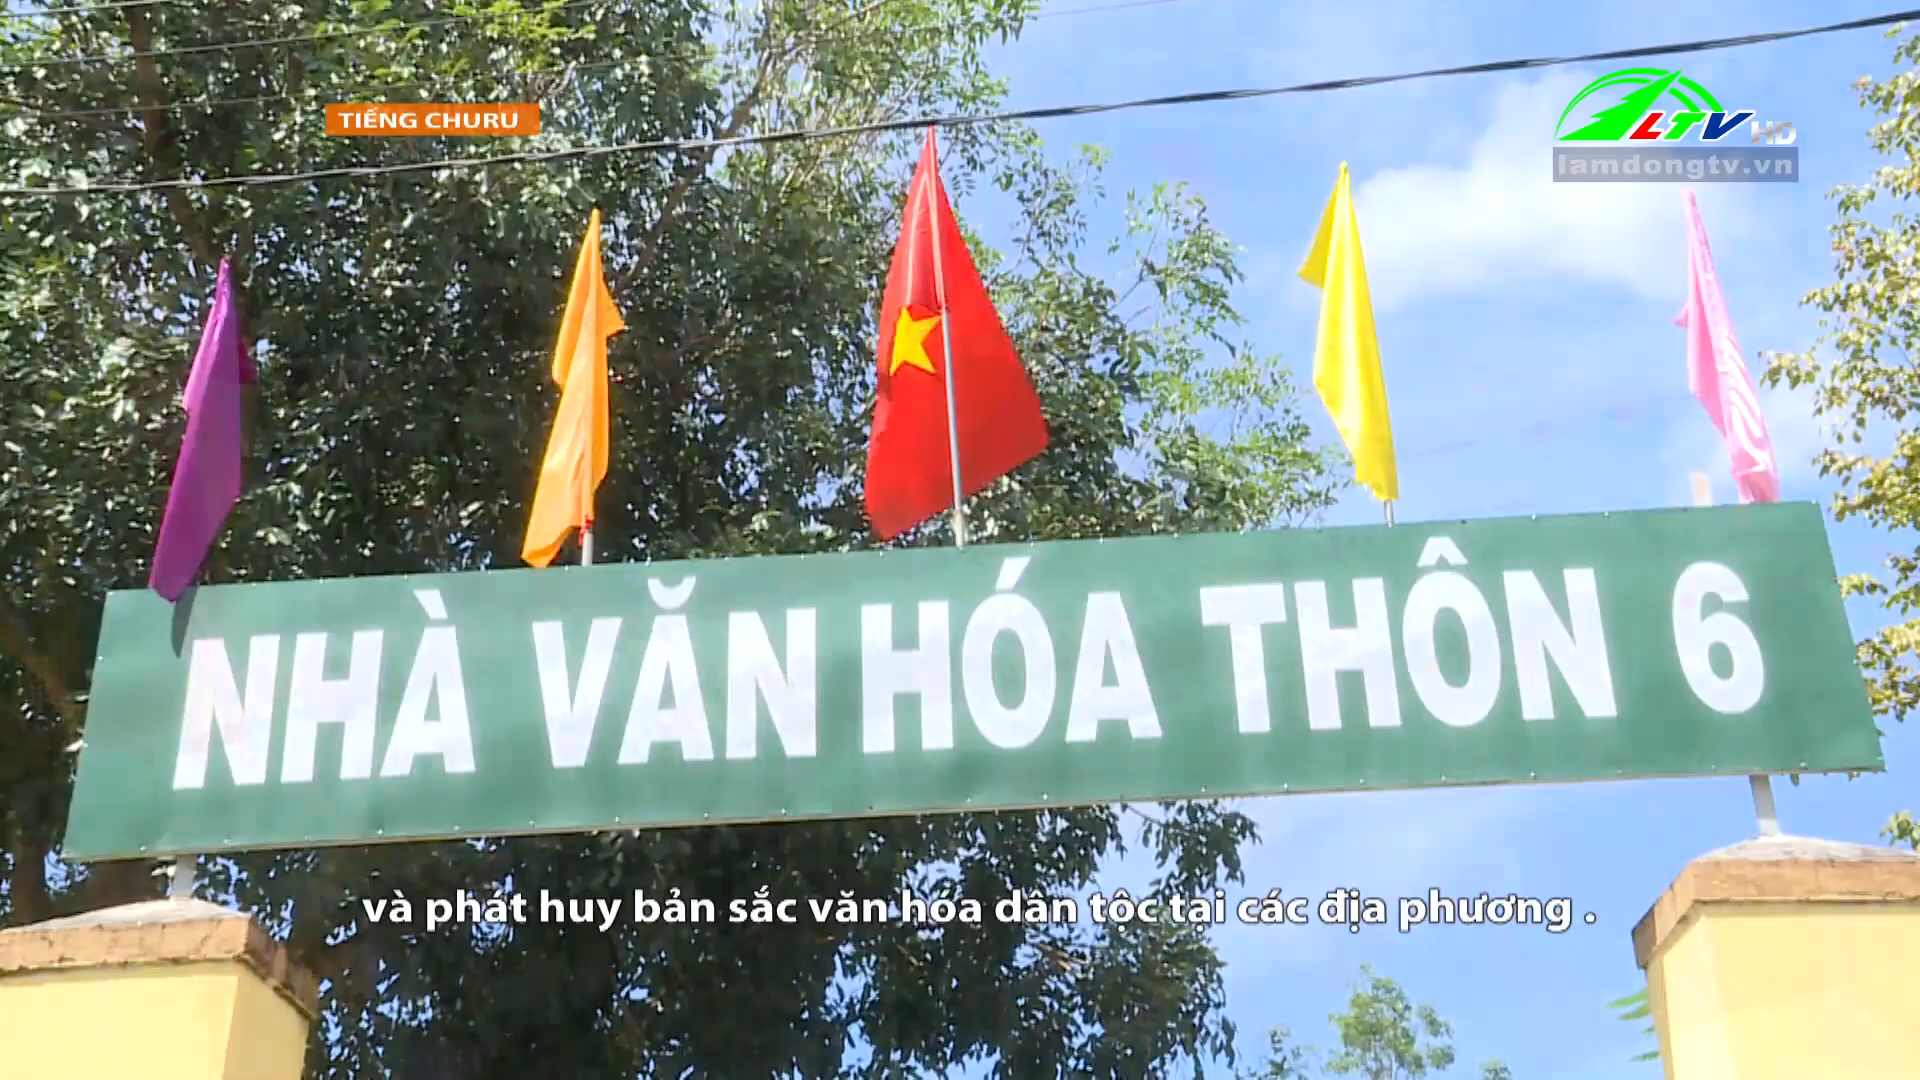 TIẾNG CHURU
LTV HD
lamdongtv.vn
NHÀ VĂN HÓA THÔN 6
và phát huy bản sắc văn hóa dân tộc tại các địa phương .